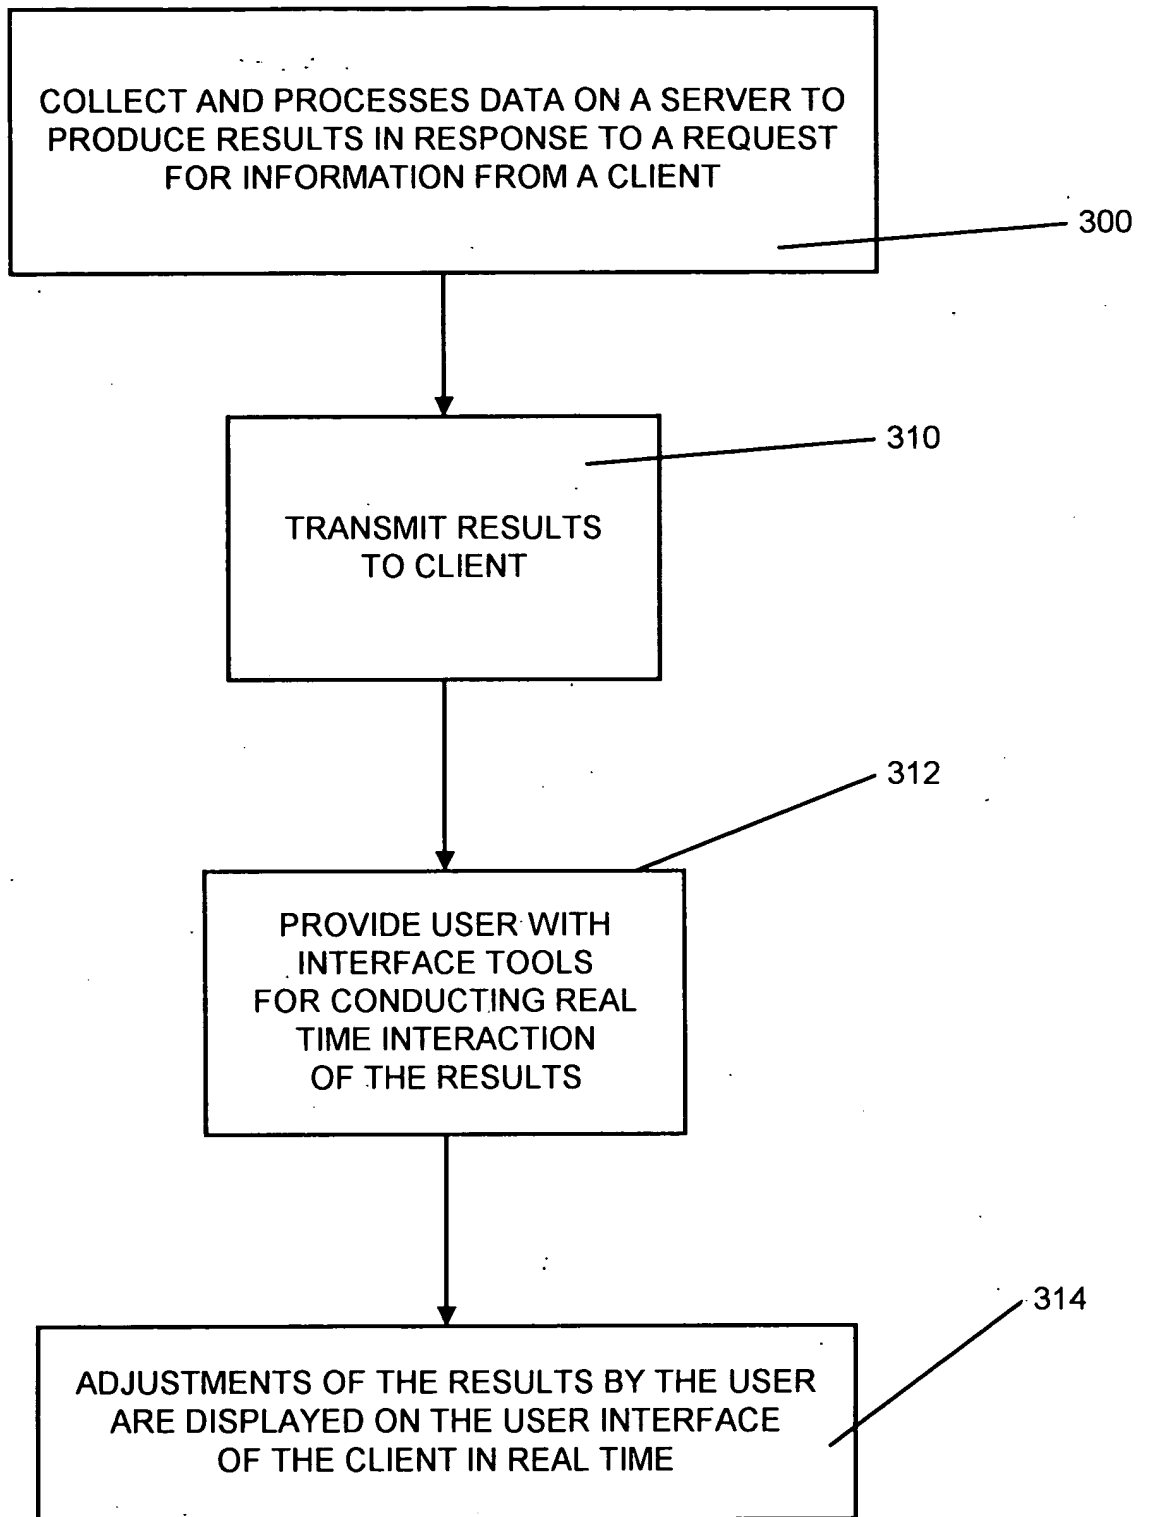 COLLECT AND PROCESSES DATA ON A SERVER TO
PRODUCE RESULTS IN RESPONSE TO A REQUEST
FOR INFORMATION FROM A CLIENT
300
310
TRANSMIT RESULTS
TO CLIENT
312
PROVIDE USER WITH
INTERFACE TOOLS
FOR CONDUCTING REAL
TIME INTERACTION
OF THE RESULTS
314
ADJUSTMENTS OF THE RESULTS BY THE USER
ARE DISPLAYED ON THE USER INTERFACE
OF THE CLIENT IN REAL TIME